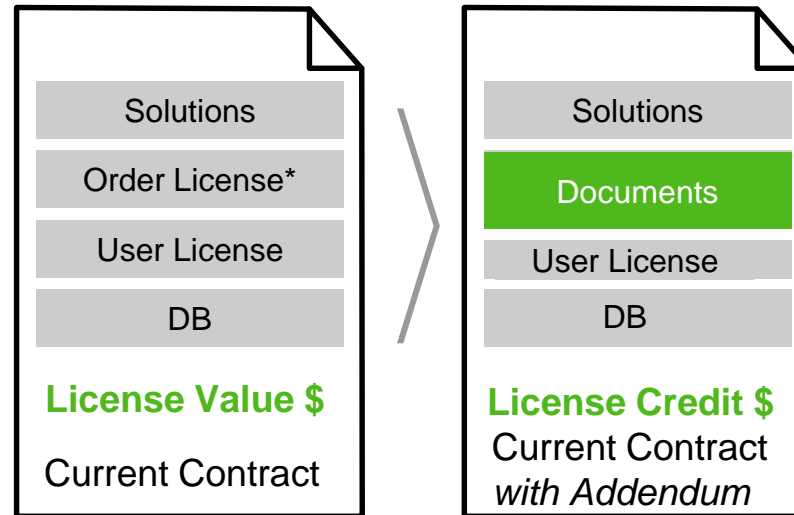 Solutions
Order License*
User License
DB
License Value $
Current Contract
Solutions
Documents
User License
DB
License Credit $
Current Contract
with Addendum